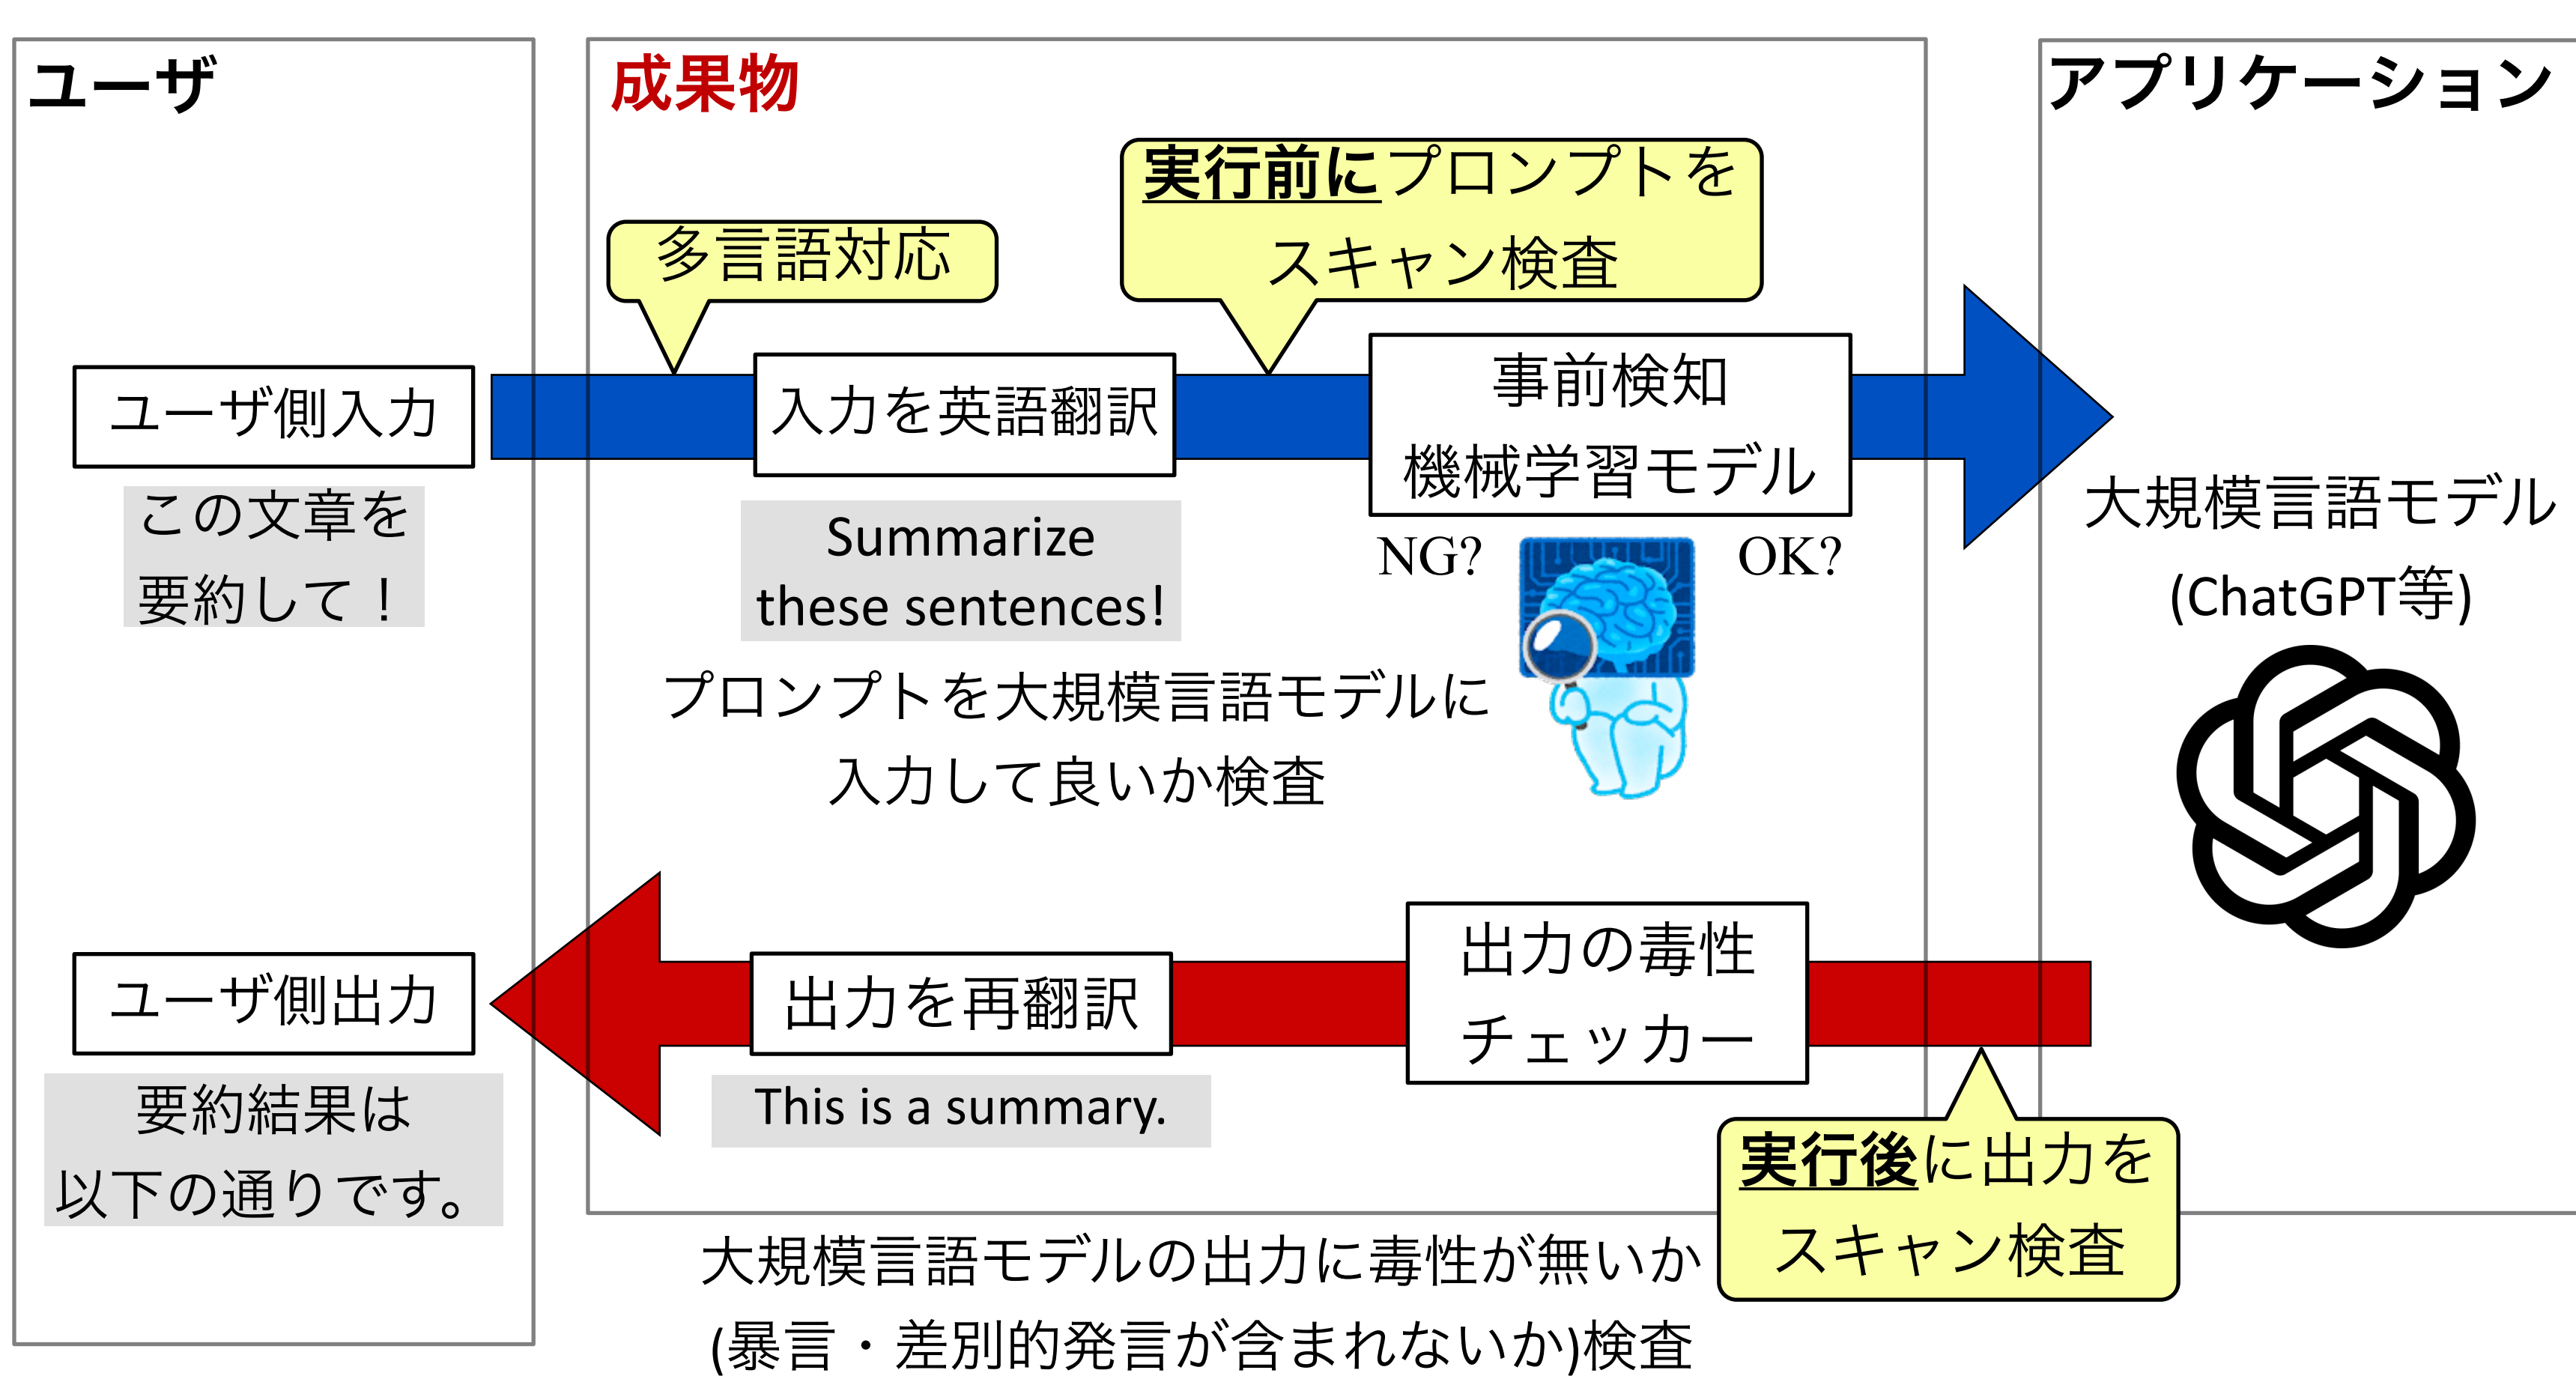 ユーザ
成果物
アプリケーション
実行前にプロンプトを
スキャン検査
多言語対応
ユーザ側入力
入力を英語翻訳
事前検知
機械学習モデル
この文章を
要約して！
Summarize
these sentences!
NG?
OK?
大規模言語モデル
(ChatGPT等)
プロンプトを大規模言語モデルに
入力して良いか検査
ユーザ側出力
出力を再翻訳
出力の毒性
チェッカー
要約結果は
以下の通りです。
This is a summary.
実行後に出力を
スキャン検査
大規模言語モデルの出力に毒性が無いか
(暴言・差別的発言が含まれないか)検査